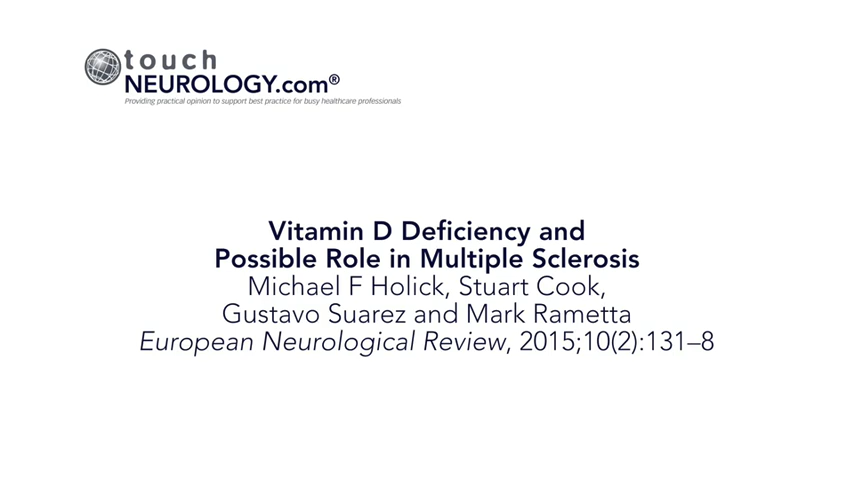 touch
NEUROLOGY.com®
Providing practical opinion to support best practice for busy healthcare professionals
Vitamin D Deficiency and
Possible Role in Multiple Sclerosis
Michael F Holick, Stuart Cook,
Gustavo Suarez and Mark Rametta
European Neurological Review, 2015;10(2):131–8